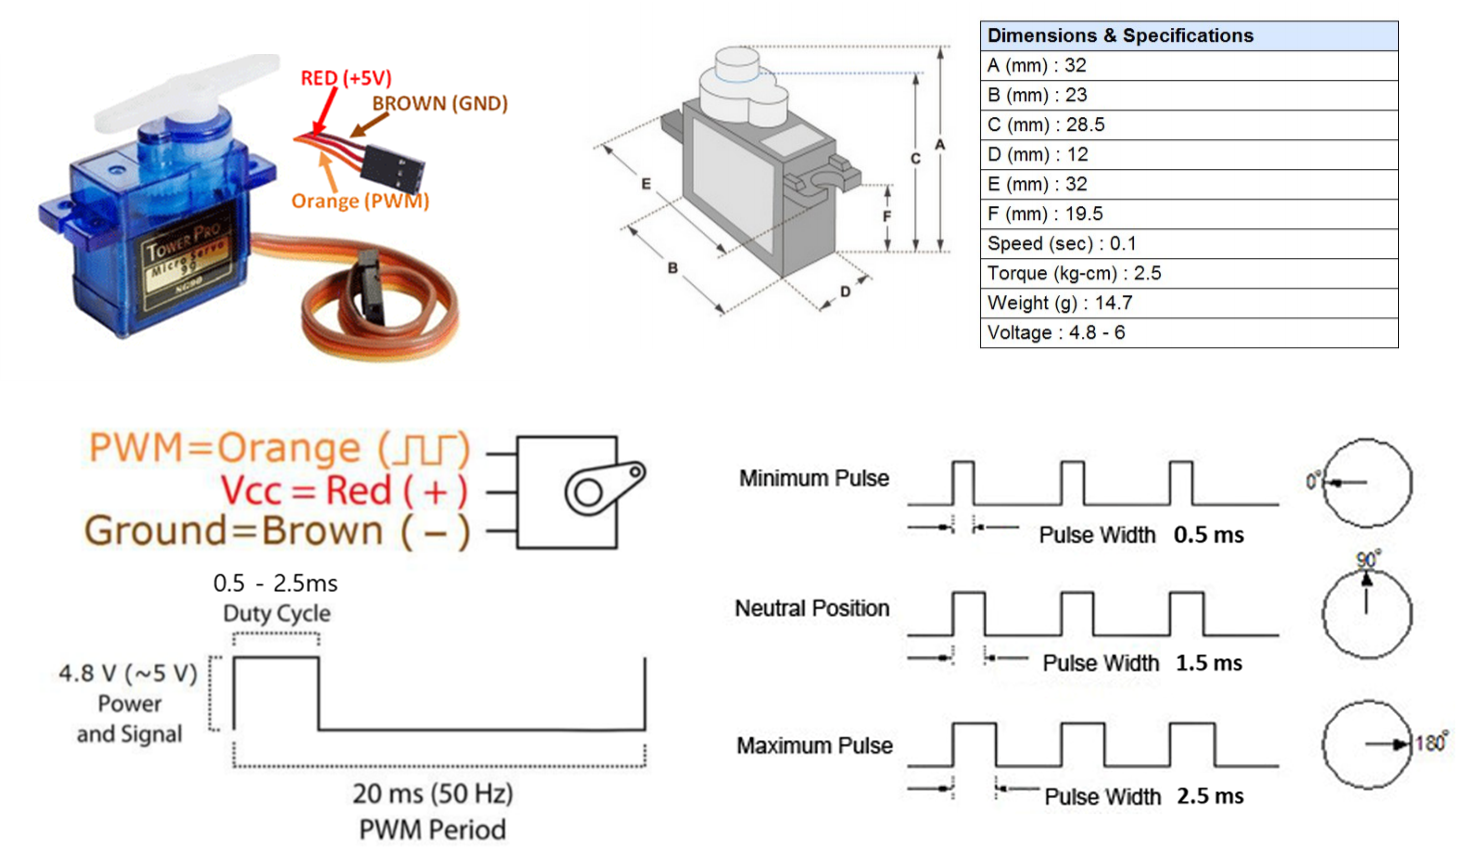 RED (+5V)
BROWN (GND)
Orange (PWM)
TOWER PRO
Micro Servo
9g
SG90
A
C
E
F
B
D
Dimensions & Specifications
A (mm) : 32
B (mm) : 23
C (mm) : 28.5
D (mm) : 12
E (mm) : 32
F (mm) : 19.5
Speed (sec) : 0.1
Torque (kg-cm) : 2.5
Weight (g) : 14.7
Voltage : 4.8 - 6
PWM=Orange (⎍⎍)
Vcc = Red ( + )
Ground=Brown ( – )
0.5 - 2.5ms
Duty Cycle
4.8 V (~5 V)
Power
and Signal
20 ms (50 Hz)
PWM Period
Minimum Pulse
Pulse Width 0.5 ms
0°
Neutral Position
Pulse Width 1.5 ms
90°
Maximum Pulse
Pulse Width 2.5 ms
180°